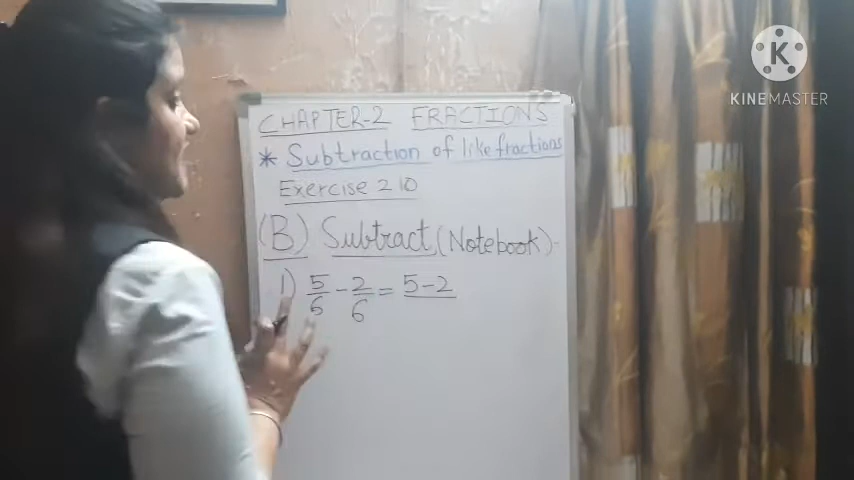 CHAPTER-2 FRACTIONS
* Subtraction of like fractions
Exercise 2 10
(B) Subtract (Notebook)-
1) 5/6 - 2/6 = 5-2
K
KINEMASTER